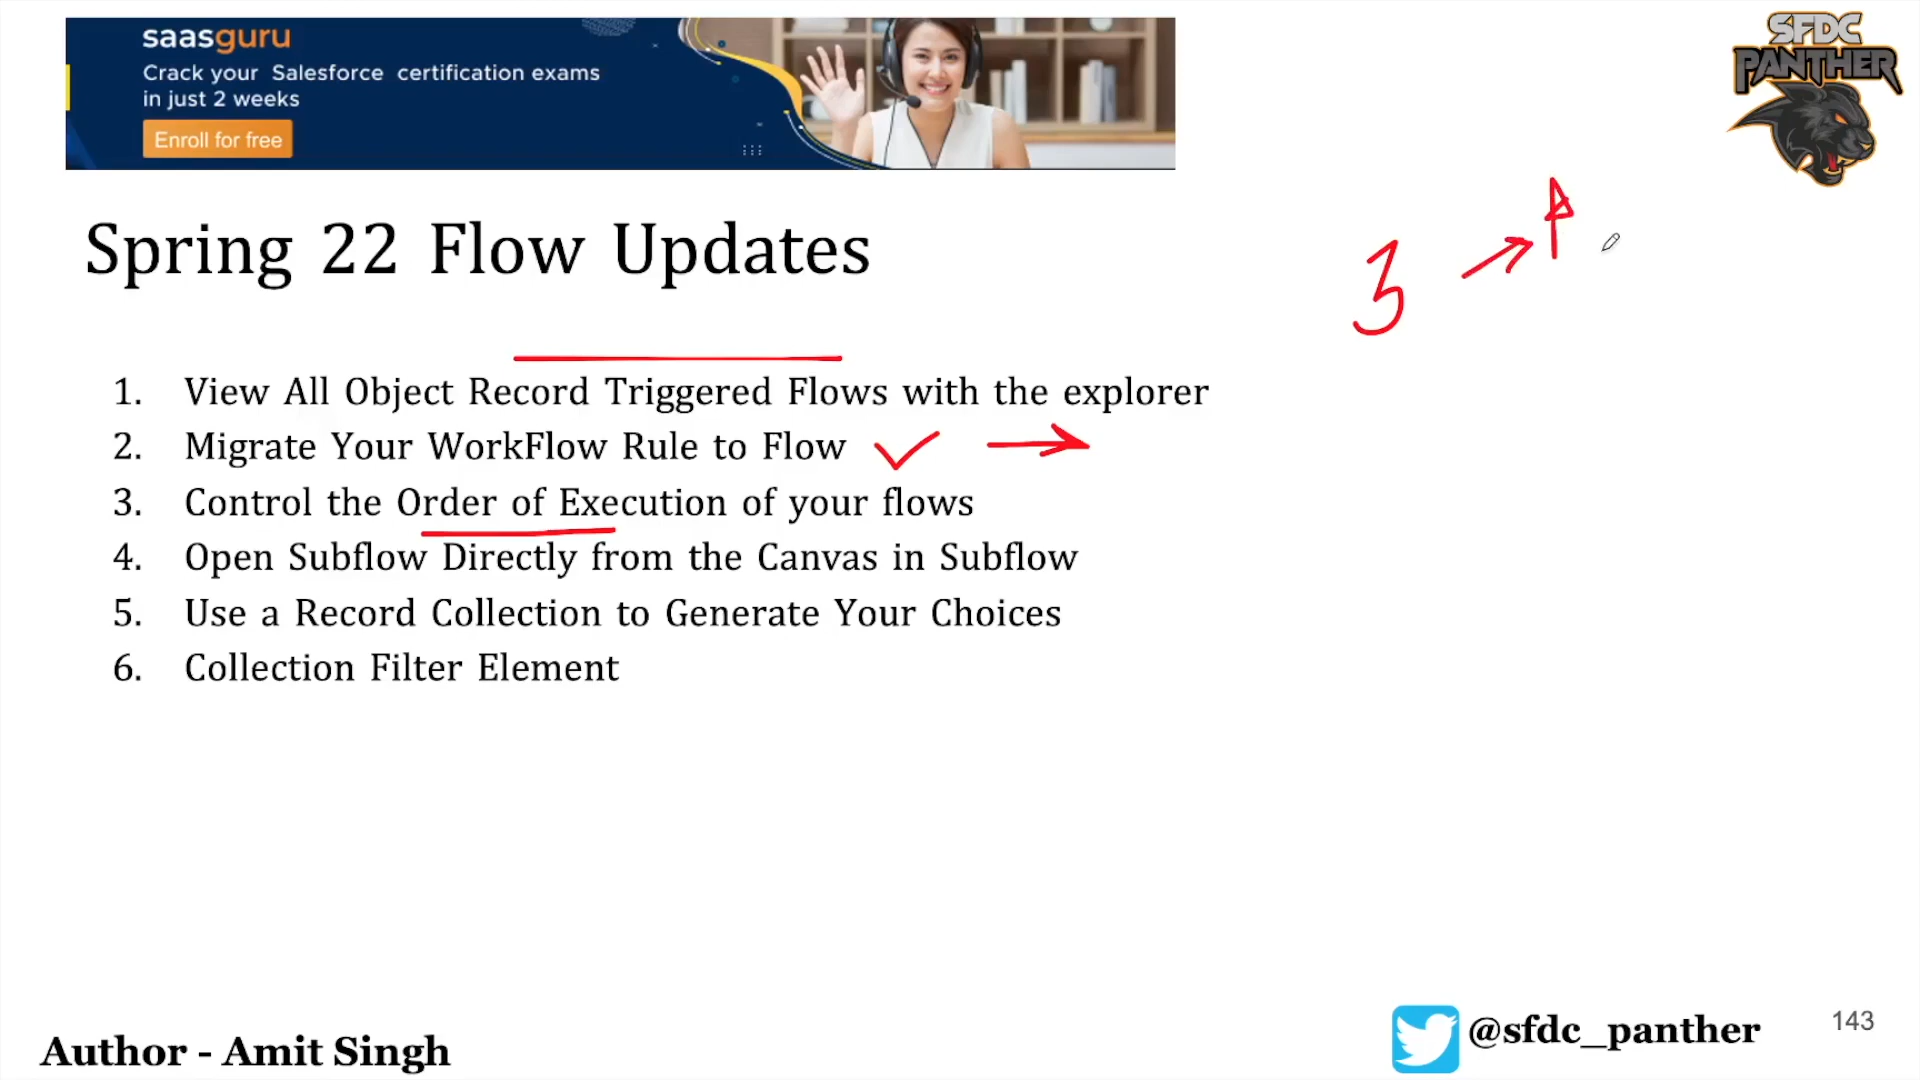 saasguru
Crack your Salesforce certification exams
in just 2 weeks
Enroll for free
SFDC
PANTHER
Spring 22 Flow Updates
3
1. View All Object Record Triggered Flows with the explorer
2. Migrate Your WorkFlow Rule to Flow
3. Control the Order of Execution of your flows
4. Open Subflow Directly from the Canvas in Subflow
5. Use a Record Collection to Generate Your Choices
6. Collection Filter Element
Author - Amit Singh
@sfdc_panther
143